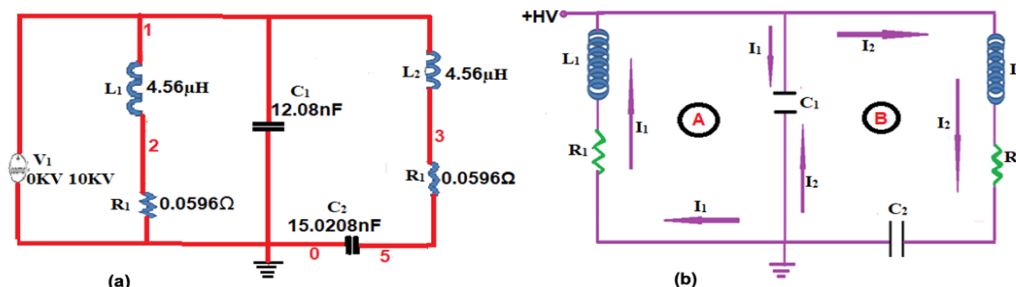 1
L₁ 4.56µH
2
R₁ 0.0596Ω
V₁
0KV 10KV
C₁
12.08nF
L₂ 4.56µH
3
R₁ 0.0596Ω
C₂
15.0208nF
0 5
(a)
+HV
L₁
I₁
R₁
A
I₁
C₁
I₂
I₂
B
I₂
L
R
I₁
C₂
(b)